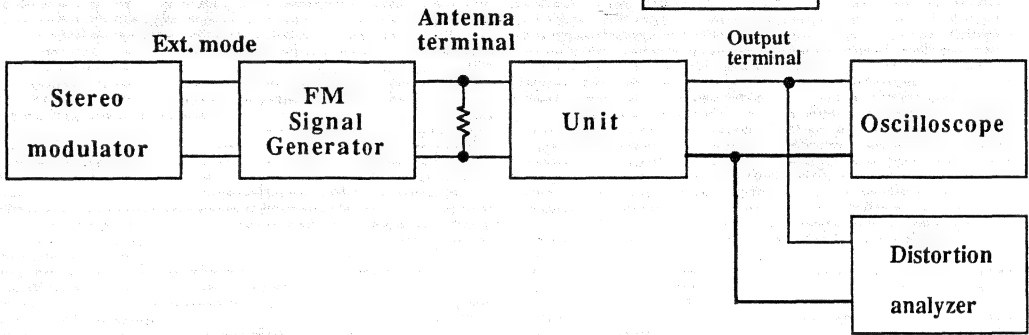 Ext. mode
Antenna
terminal
Output
terminal
Stereo
modulator
FM
Signal
Generator
Unit
Oscilloscope
Distortion
analyzer